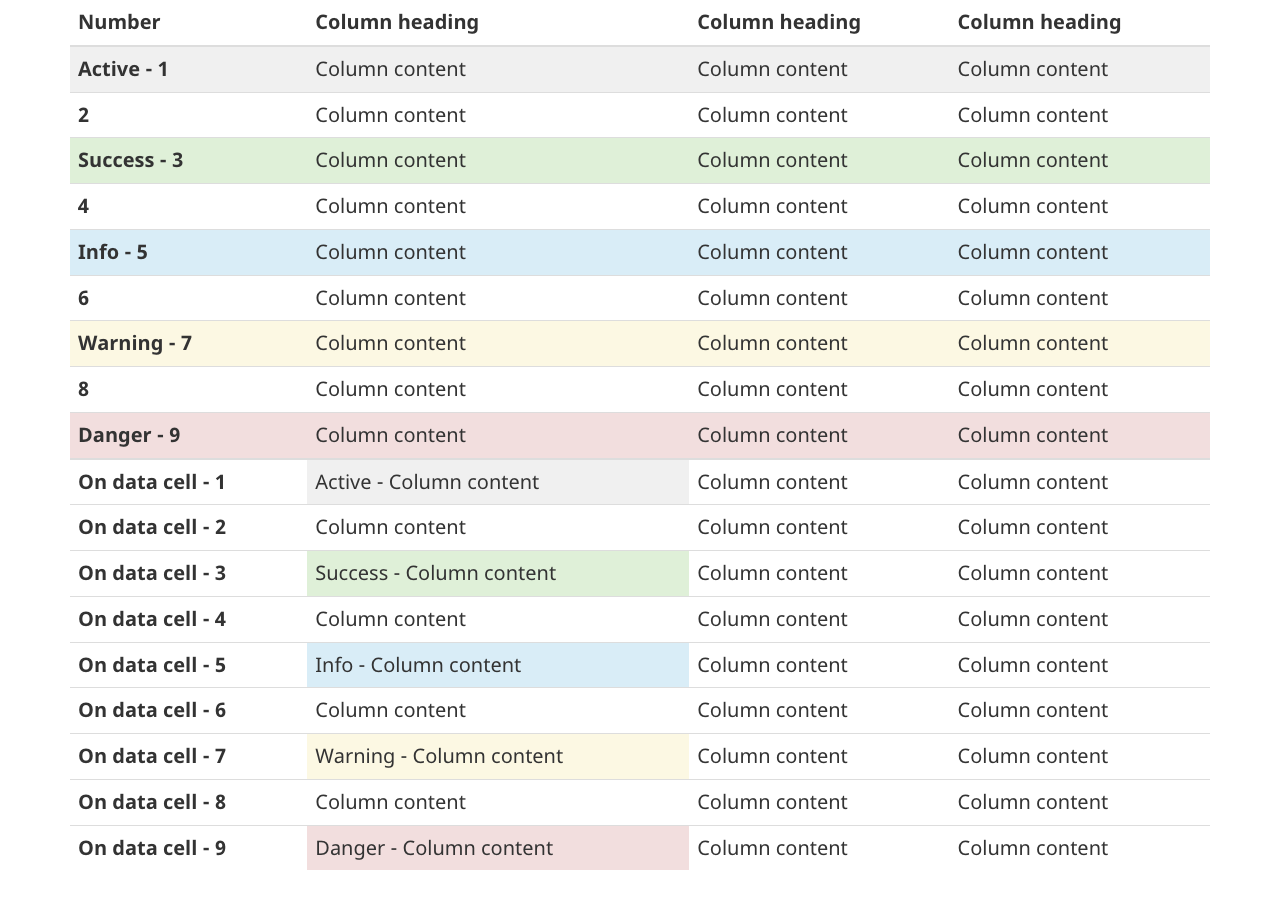 Number Column heading Column heading Column heading
Active - 1 Column content Column content Column content
2 Column content Column content Column content
Success - 3 Column content Column content Column content
4 Column content Column content Column content
Info - 5 Column content Column content Column content
6 Column content Column content Column content
Warning - 7 Column content Column content Column content
8 Column content Column content Column content
Danger - 9 Column content Column content Column content
On data cell - 1 Active - Column content Column content Column content
On data cell - 2 Column content Column content Column content
On data cell - 3 Success - Column content Column content Column content
On data cell - 4 Column content Column content Column content
On data cell - 5 Info - Column content Column content Column content
On data cell - 6 Column content Column content Column content
On data cell - 7 Warning - Column content Column content Column content
On data cell - 8 Column content Column content Column content
On data cell - 9 Danger - Column content Column content Column content